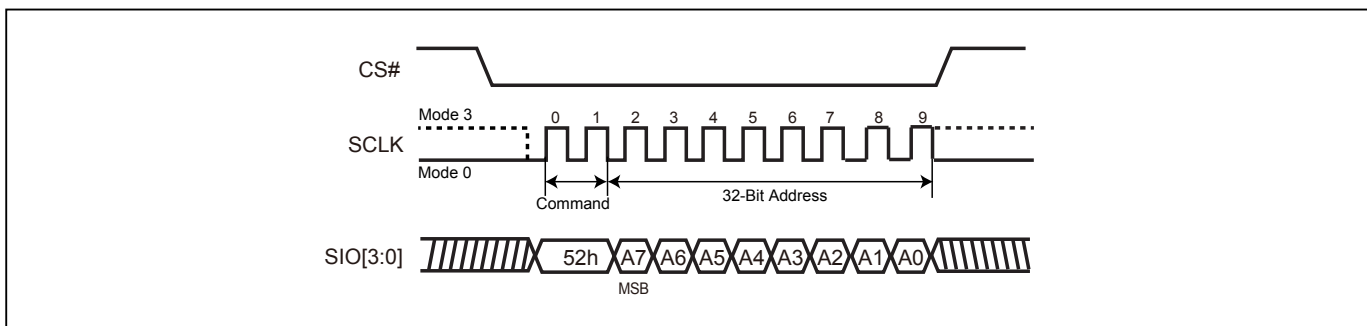 CS#
Mode 3
0 1 2 3 4 5 6 7 8 9
SCLK
Mode 0
Command
32-Bit Address
SIO[3:0]
52h A7 A6 A5 A4 A3 A2 A1 A0
MSB